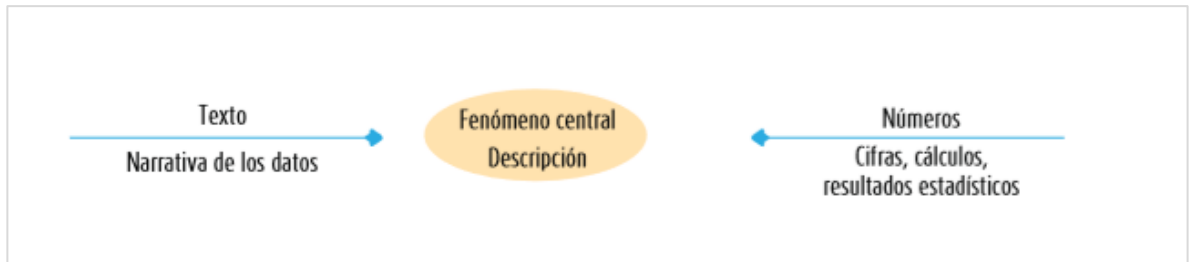 Texto
Narrativa de los datos
Fenómeno central
Descripción
Números
Cifras, cálculos,
resultados estadísticos